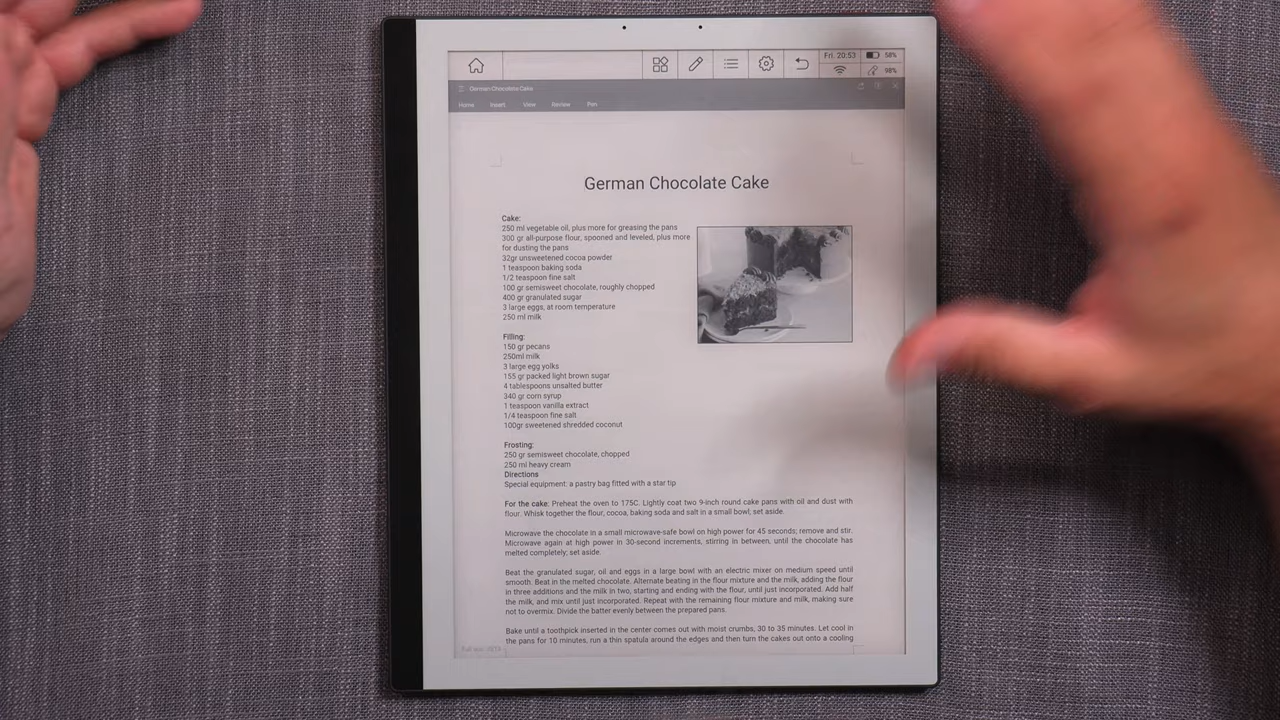 Fri. 20:53
58%
98%
German Chocolate Cake
Home Insert View Review Pen
German Chocolate Cake
Cake:
250 ml vegetable oil, plus more for greasing the pans
300 gr all-purpose flour, spooned and leveled, plus more
for dusting the pans
32gr unsweetened cocoa powder
1 teaspoon baking soda
1/2 teaspoon fine salt
100 gr semisweet chocolate, roughly chopped
400 gr granulated sugar
3 large eggs, at room temperature
250 ml milk
Filling:
150 gr pecans
250ml milk
3 large egg yolks
155 gr packed light brown sugar
4 tablespoons unsalted butter
340 gr corn syrup
1 teaspoon vanilla extract
1/4 teaspoon fine salt
100gr sweetened shredded coconut
Frosting:
250 gr semisweet chocolate, chopped
250 ml heavy cream
Directions
Special equipment: a pastry bag fitted with a star tip
For the cake: Preheat the oven to 175C. Lightly coat two 9-inch round cake pans with oil and dust with
flour. Whisk together the flour, cocoa, baking soda and salt in a small bowl; set aside.
Microwave the chocolate in a small microwave-safe bowl on high power for 45 seconds; remove and stir.
Microwave again at high power in 30-second increments, stirring in between, until the chocolate has
melted completely; set aside.
Beat the granulated sugar, oil and eggs in a large bowl with an electric mixer on medium speed until
smooth. Beat in the melted chocolate. Alternate beating in the flour mixture and the milk, adding the flour
in three additions and the milk in two, starting and ending with the flour, until just incorporated. Add half
the milk, and mix until just incorporated. Repeat with the remaining flour mixture and milk, making sure
not to overmix. Divide the batter evenly between the prepared pans.
Bake until a toothpick inserted in the center comes out with moist crumbs, 30 to 35 minutes. Let cool in
the pans for 10 minutes, run a thin spatula around the edges and then turn the cakes out onto a cooling